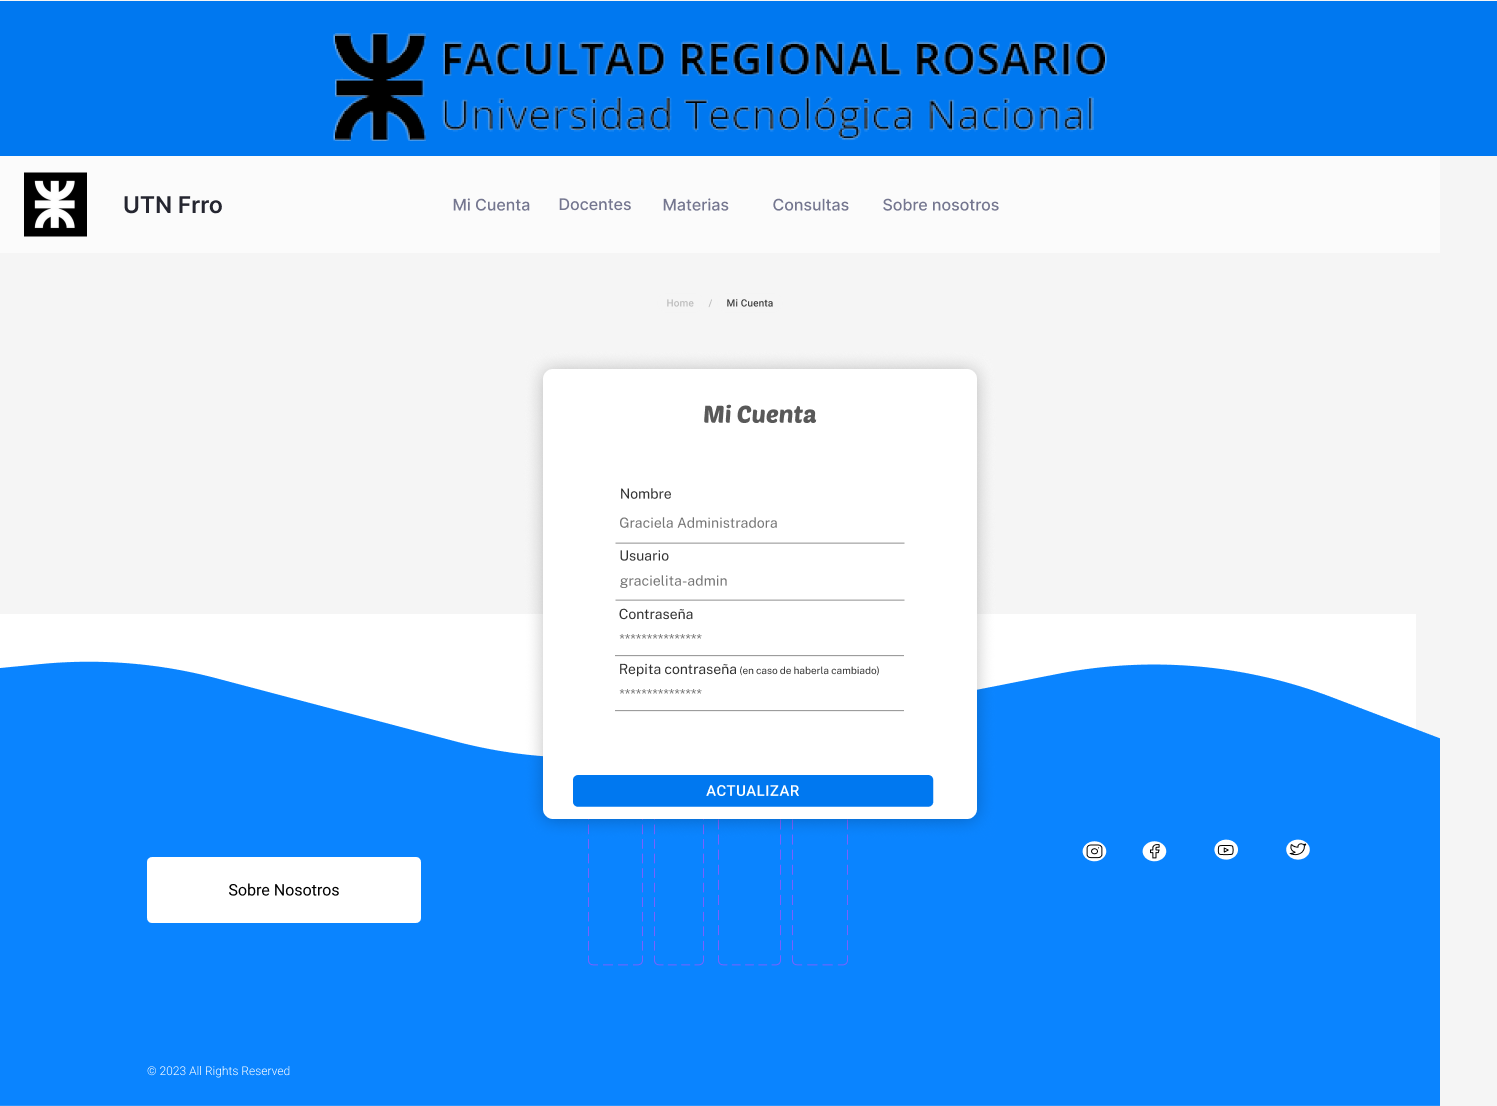 FACULTAD REGIONAL ROSARIO
Universidad Tecnológica Nacional
UTN Frro
Mi Cuenta Docentes Materias Consultas Sobre nosotros
Home / Mi Cuenta
Mi Cuenta
Nombre
Graciela Administradora
Usuario
gracielita-admin
Contraseña
***************
Repita contraseña (en caso de haberla cambiado)
***************
ACTUALIZAR
Sobre Nosotros
© 2023 All Rights Reserved